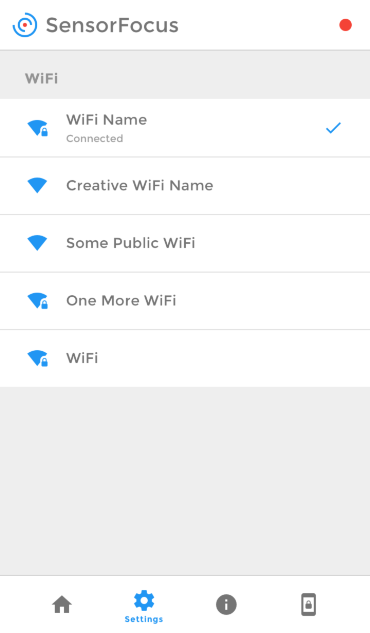 SensorFocus
WiFi
WiFi Name
Connected
Creative WiFi Name
Some Public WiFi
One More WiFi
WiFi
Settings